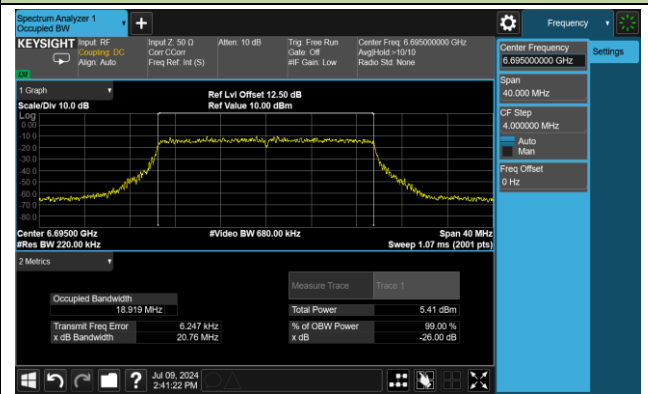 Spectrum Analyzer 1
Occupied BW
Frequency
KEYSIGHT
Input: RF
Coupling: DC
Align: Auto
Input Z: 50 Ω
Corr CCorr
Freq Ref: Int (S)
Atten: 10 dB
Trig: Free Run
Gate: Off
#IF Gain: Low
Center Freq: 6.695000000 GHz
Avg|Hold:>10/10
Radio Std: None
Center Frequency
6.695000000 GHz
Settings
Span
40.000 MHz
CF Step
4.000000 MHz
Auto
Man
Freq Offset
0 Hz
1 Graph
Scale/Div 10.0 dB
Ref Lvl Offset 12.50 dB
Ref Value 10.00 dBm
Log
0.00
-10.0
-20.0
-30.0
-40.0
-50.0
-60.0
-70.0
-80.0
Center 6.69500 GHz
#Res BW 220.00 kHz
#Video BW 680.00 kHz
Span 40 MHz
Sweep 1.07 ms (2001 pts)
2 Metrics
Measure Trace
Trace 1
Occupied Bandwidth
18.919 MHz
Total Power
5.41 dBm
Transmit Freq Error
6.247 kHz
% of OBW Power
99.00 %
x dB Bandwidth
20.76 MHz
x dB
-26.00 dB
?
Jul 09, 2024
2:41:22 PM